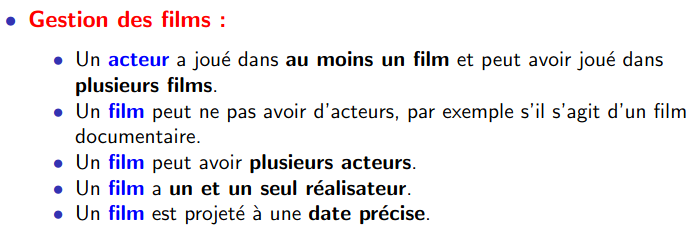 • Gestion des films :
• Un acteur a joué dans au moins un film et peut avoir joué dans
plusieurs films.
• Un film peut ne pas avoir d'acteurs, par exemple s'il s'agit d'un film
documentaire.
• Un film peut avoir plusieurs acteurs.
• Un film a un et un seul réalisateur.
• Un film est projeté à une date précise.